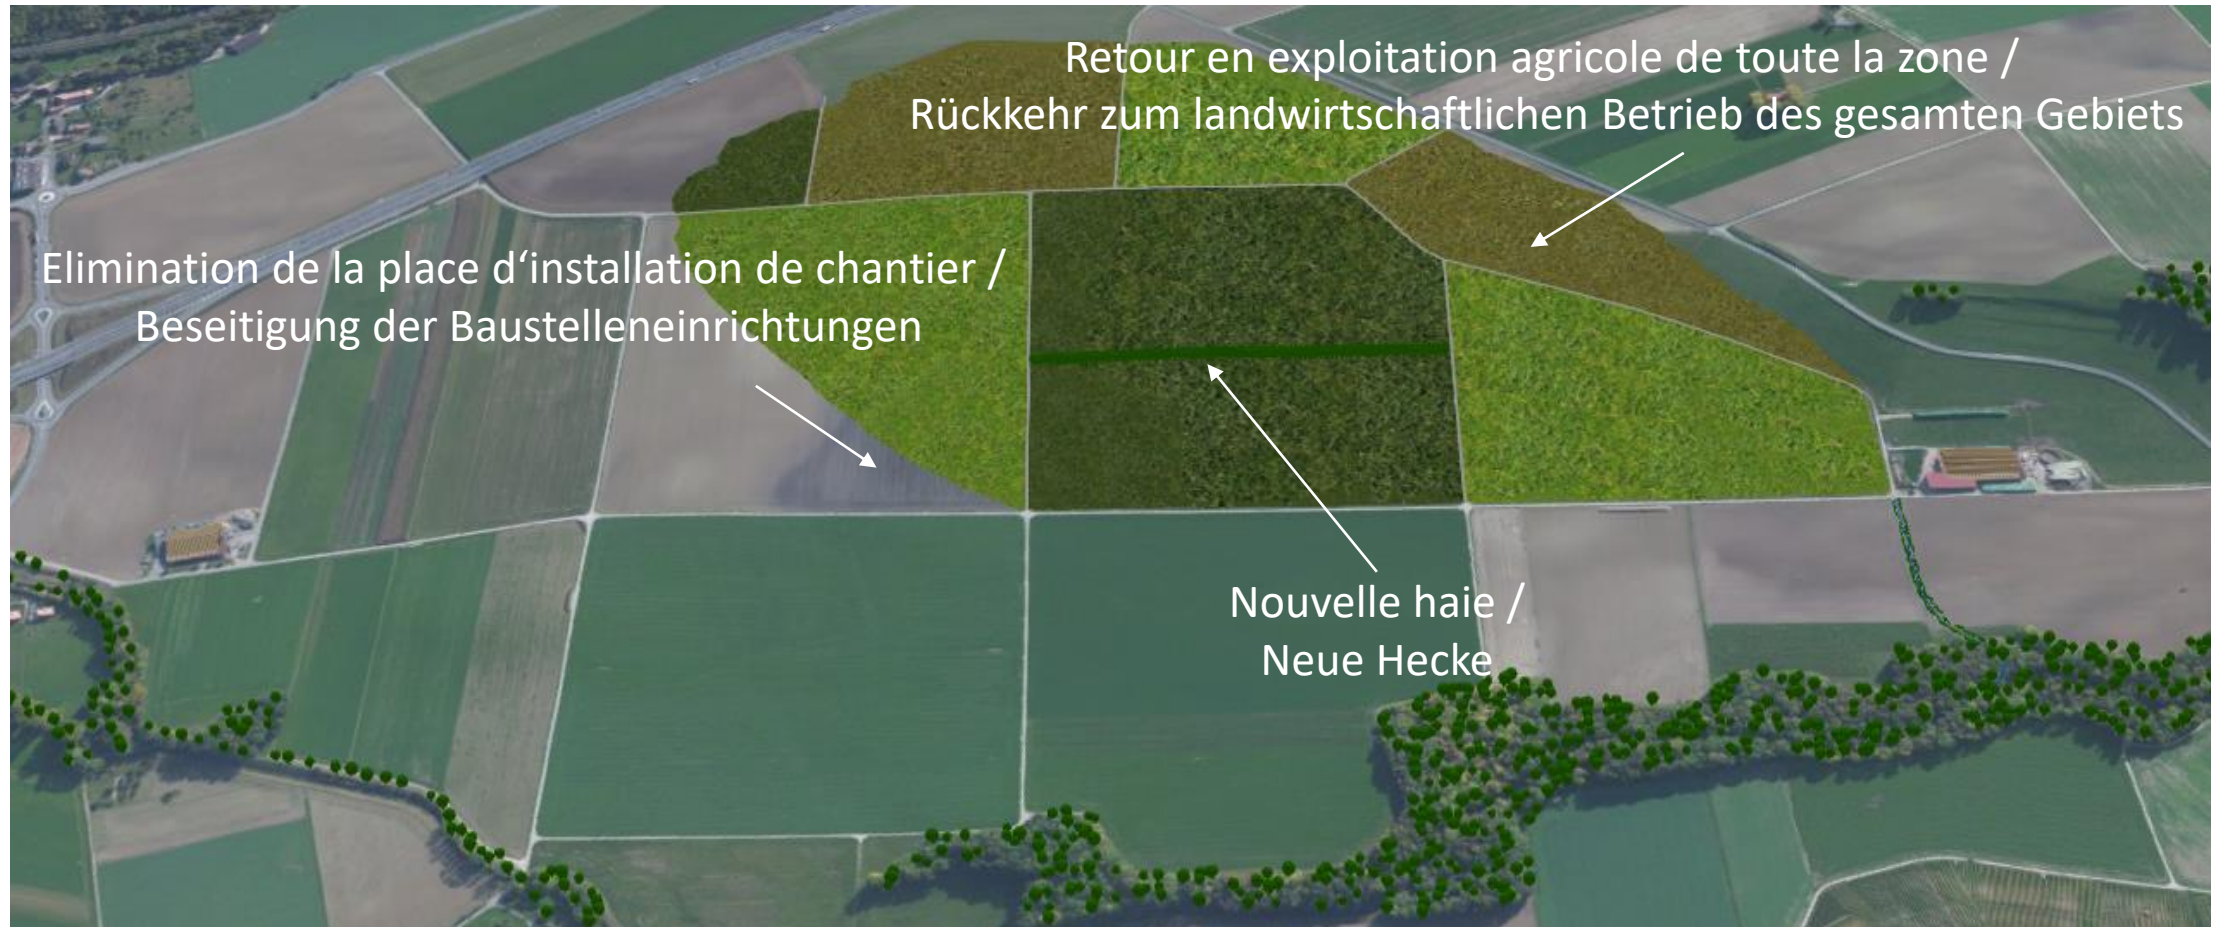 Retour en exploitation agricole de toute la zone /
Rückkehr zum landwirtschaftlichen Betrieb des gesamten Gebiets
Elimination de la place d‘installation de chantier /
Beseitigung der Baustelleneinrichtungen
Nouvelle haie /
Neue Hecke